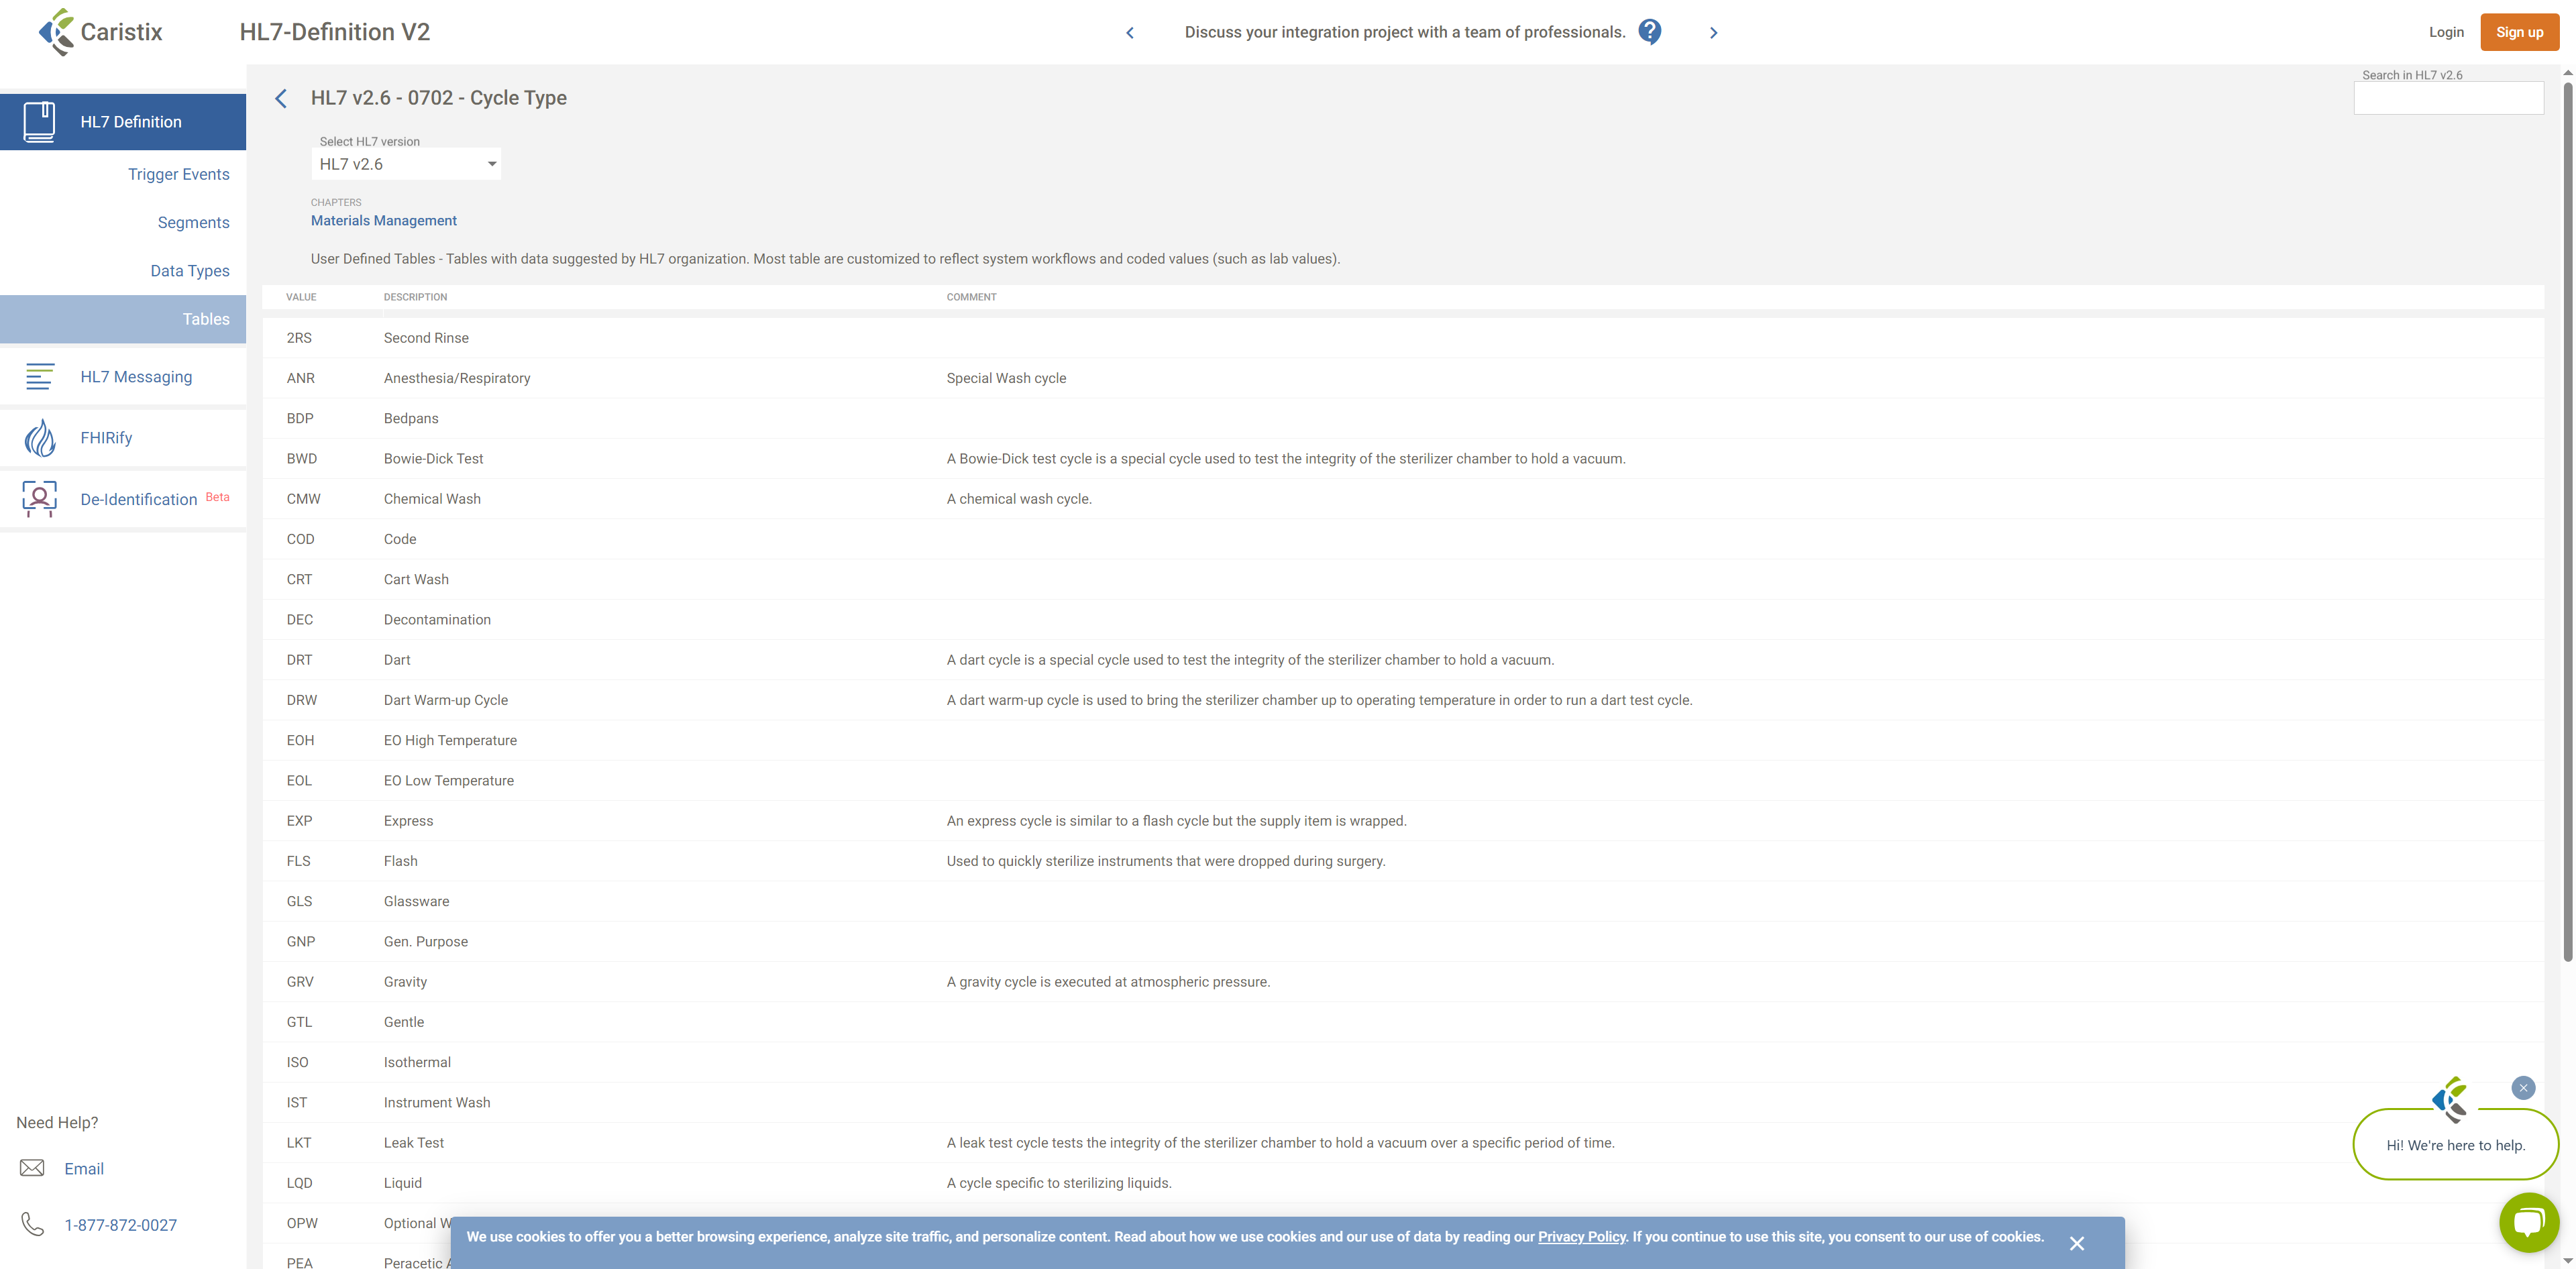 Caristix
HL7-Definition V2
Discuss your integration project with a team of professionals.
Login
Sign up
HL7 Definition
Trigger Events
Segments
Data Types
Tables
HL7 Messaging
FHIRify
De-Identification Beta
Need Help?
Email
1-877-872-0027
HL7 v2.6 - 0702 - Cycle Type
Search in HL7 v2.6
Select HL7 version
HL7 v2.6
CHAPTERS
Materials Management
User Defined Tables - Tables with data suggested by HL7 organization. Most table are customized to reflect system workflows and coded values (such as lab values).
VALUE DESCRIPTION COMMENT
2RS Second Rinse
ANR Anesthesia/Respiratory Special Wash cycle
BDP Bedpans
BWD Bowie-Dick Test A Bowie-Dick test cycle is a special cycle used to test the integrity of the sterilizer chamber to hold a vacuum.
CMW Chemical Wash A chemical wash cycle.
COD Code
CRT Cart Wash
DEC Decontamination
DRT Dart A dart cycle is a special cycle used to test the integrity of the sterilizer chamber to hold a vacuum.
DRW Dart Warm-up Cycle A dart warm-up cycle is used to bring the sterilizer chamber up to operating temperature in order to run a dart test cycle.
EOH EO High Temperature
EOL EO Low Temperature
EXP Express An express cycle is similar to a flash cycle but the supply item is wrapped.
FLS Flash Used to quickly sterilize instruments that were dropped during surgery.
GLS Glassware
GNP Gen. Purpose
GRV Gravity A gravity cycle is executed at atmospheric pressure.
GTL Gentle
ISO Isothermal
IST Instrument Wash
LKT Leak Test A leak test cycle tests the integrity of the sterilizer chamber to hold a vacuum over a specific period of time.
LQD Liquid A cycle specific to sterilizing liquids.
OPW Optional
PEA Peracetic
Hi! We're here to help.
We use cookies to offer you a better browsing experience, analyze site traffic, and personalize content. Read about how we use cookies and our use of data by reading our Privacy Policy. If you continue to use this site, you consent to our use of cookies.